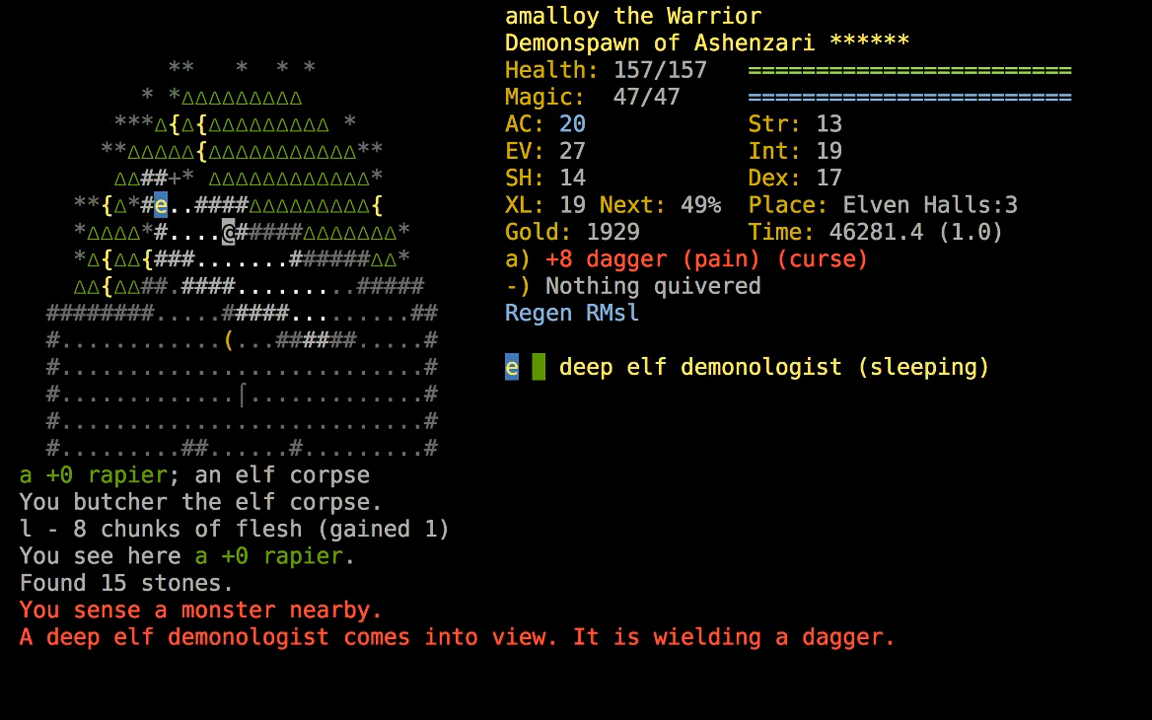 amalloy the Warrior
Demonspawn of Ashenzari ******
Health: 157/157 ========================
Magic: 47/47 ========================
AC: 20 Str: 13
EV: 27 Int: 19
SH: 14 Dex: 17
XL: 19 Next: 49% Place: Elven Halls:3
Gold: 1929 Time: 46281.4 (1.0)
a) +8 dagger (pain) (curse)
-) Nothing quivered
Regen RMsl
e deep elf demonologist (sleeping)
** * * *
* *∆∆∆∆∆∆∆∆∆
***∆{∆{∆∆∆∆∆∆∆∆∆ *
**∆∆∆∆∆{∆∆∆∆∆∆∆∆∆∆∆**
∆∆##+* ∆∆∆∆∆∆∆∆∆∆∆∆*
**{∆*#e..####∆∆∆∆∆∆∆∆∆{
*∆∆∆∆*#....@#####∆∆∆∆∆∆∆*
*∆{∆∆{###.......######∆∆*
∆∆{∆∆##.####.........#####
########.....#####.........##
#............(...######.....#
#...........................#
#.............⌠.............#
#...........................#
#.........##.......#........#
a +0 rapier; an elf corpse
You butcher the elf corpse.
l - 8 chunks of flesh (gained 1)
You see here a +0 rapier.
Found 15 stones.
You sense a monster nearby.
A deep elf demonologist comes into view. It is wielding a dagger.